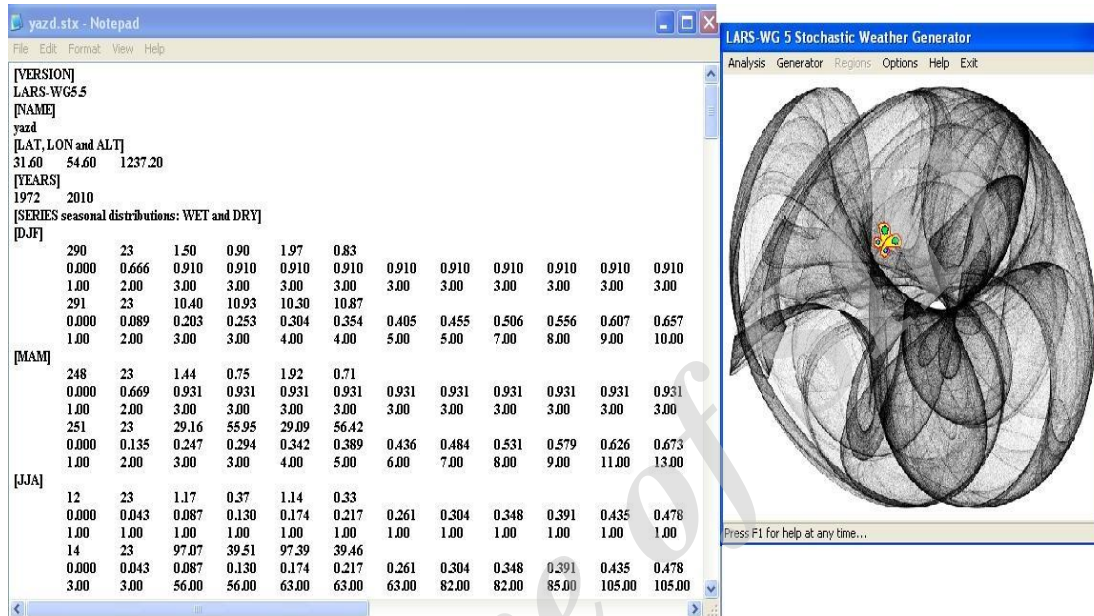 yazd.stx - Notepad
File Edit Format View Help
[VERSION]
LARS-WG5.5
[NAME]
yazd
[LAT, LON and ALT]
31.60 54.60 1237.20
[YEARS]
1972 2010
[SERIES seasonal distributions: WET and DRY]
[DJF]
290 23 1.50 0.90 1.97 0.83
0.000 0.666 0.910 0.910 0.910 0.910 0.910 0.910 0.910 0.910 0.910 0.910
1.00 2.00 3.00 3.00 3.00 3.00 3.00 3.00 3.00 3.00 3.00 3.00
291 23 10.40 10.93 10.30 10.87
0.000 0.089 0.203 0.253 0.304 0.354 0.405 0.455 0.506 0.556 0.607 0.657
1.00 2.00 3.00 3.00 4.00 4.00 5.00 5.00 7.00 8.00 9.00 10.00
[MAM]
248 23 1.44 0.75 1.92 0.71
0.000 0.669 0.931 0.931 0.931 0.931 0.931 0.931 0.931 0.931 0.931 0.931
1.00 2.00 3.00 3.00 3.00 3.00 3.00 3.00 3.00 3.00 3.00 3.00
251 23 29.16 55.95 29.09 56.42
0.000 0.135 0.247 0.294 0.342 0.389 0.436 0.484 0.531 0.579 0.626 0.673
1.00 2.00 3.00 3.00 4.00 5.00 6.00 7.00 8.00 9.00 11.00 13.00
[JJA]
12 23 1.17 0.37 1.14 0.33
0.000 0.043 0.087 0.130 0.174 0.217 0.261 0.304 0.348 0.391 0.435 0.478
1.00 1.00 1.00 1.00 1.00 1.00 1.00 1.00 1.00 1.00 1.00 1.00
14 23 97.07 39.51 97.39 39.46
0.000 0.043 0.087 0.130 0.174 0.217 0.261 0.304 0.348 0.391 0.435 0.478
3.00 3.00 56.00 56.00 63.00 63.00 63.00 82.00 82.00 85.00 105.00 105.00
LARS-WG 5 Stochastic Weather Generator
Analysis Generator Regions Options Help Exit
Press F1 for help at any time...
of